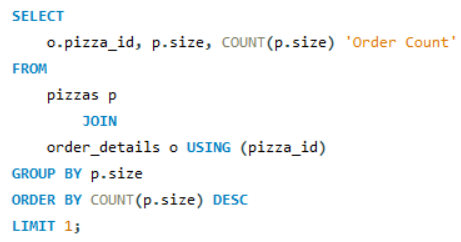 SELECT
    o.pizza_id, p.size, COUNT(p.size) 'Order Count'
FROM
    pizzas p
        JOIN
    order_details o USING (pizza_id)
GROUP BY p.size
ORDER BY COUNT(p.size) DESC
LIMIT 1;